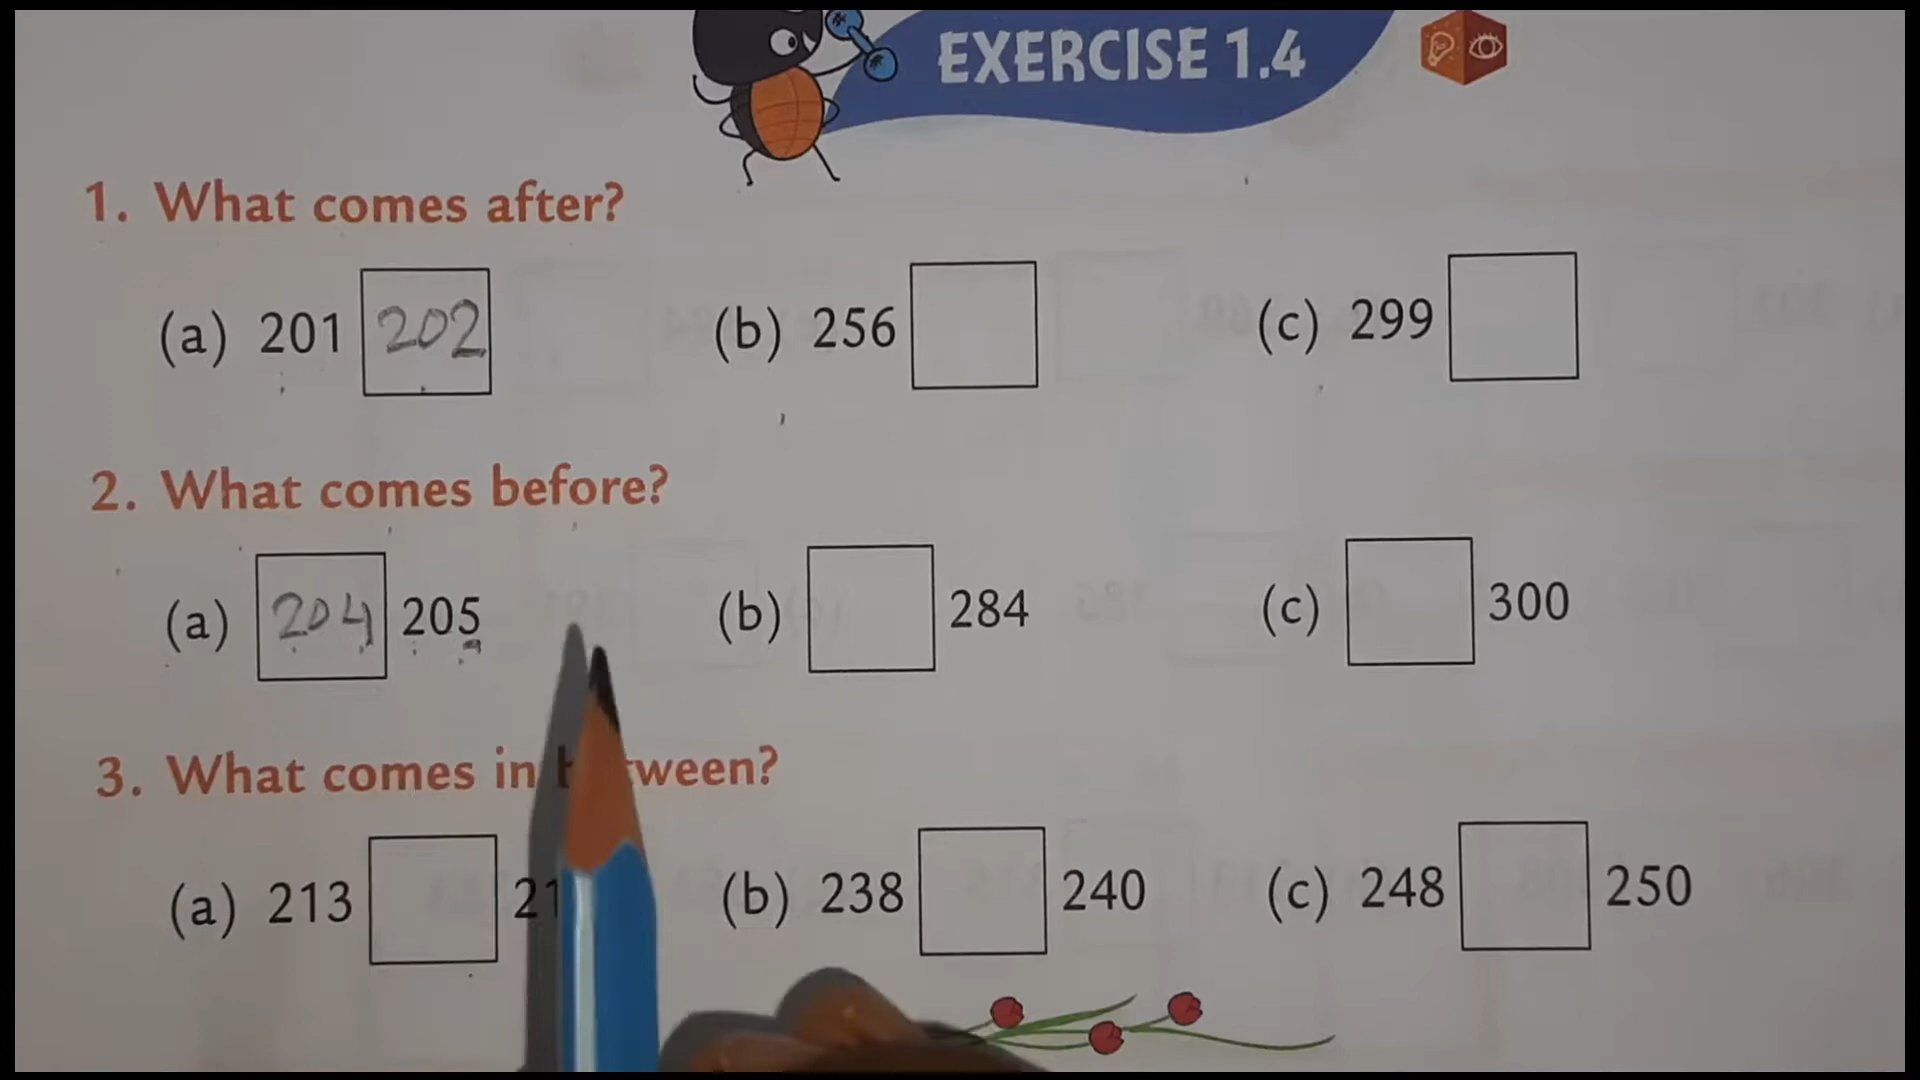 EXERCISE 1.4
1. What comes after?
(a) 201 202 (b) 256 (c) 299
2. What comes before?
(a) 204 205 (b) 284 (c) 300
3. What comes in
(a) 213 (b) 238 240 (c) 248 250